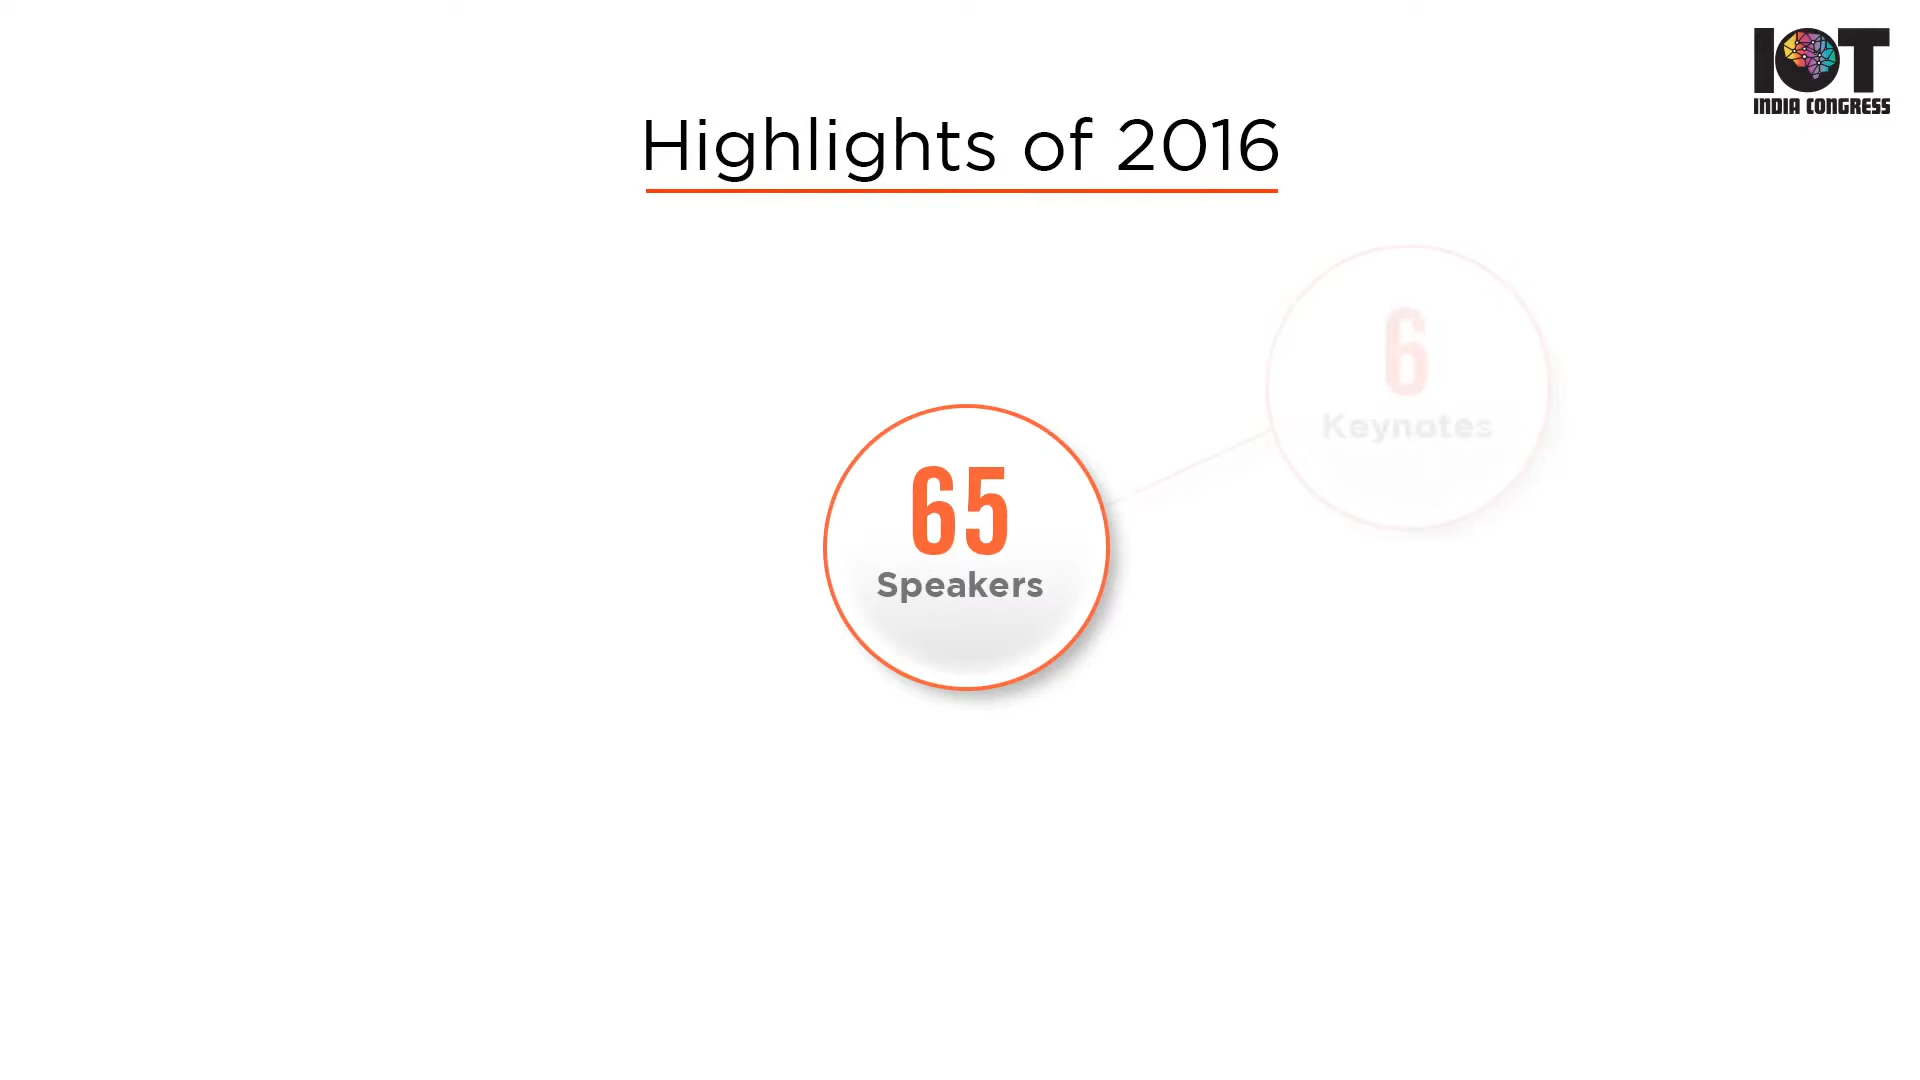 IOT
INDIA CONGRESS
Highlights of 2016
6
Keynotes
65
Speakers